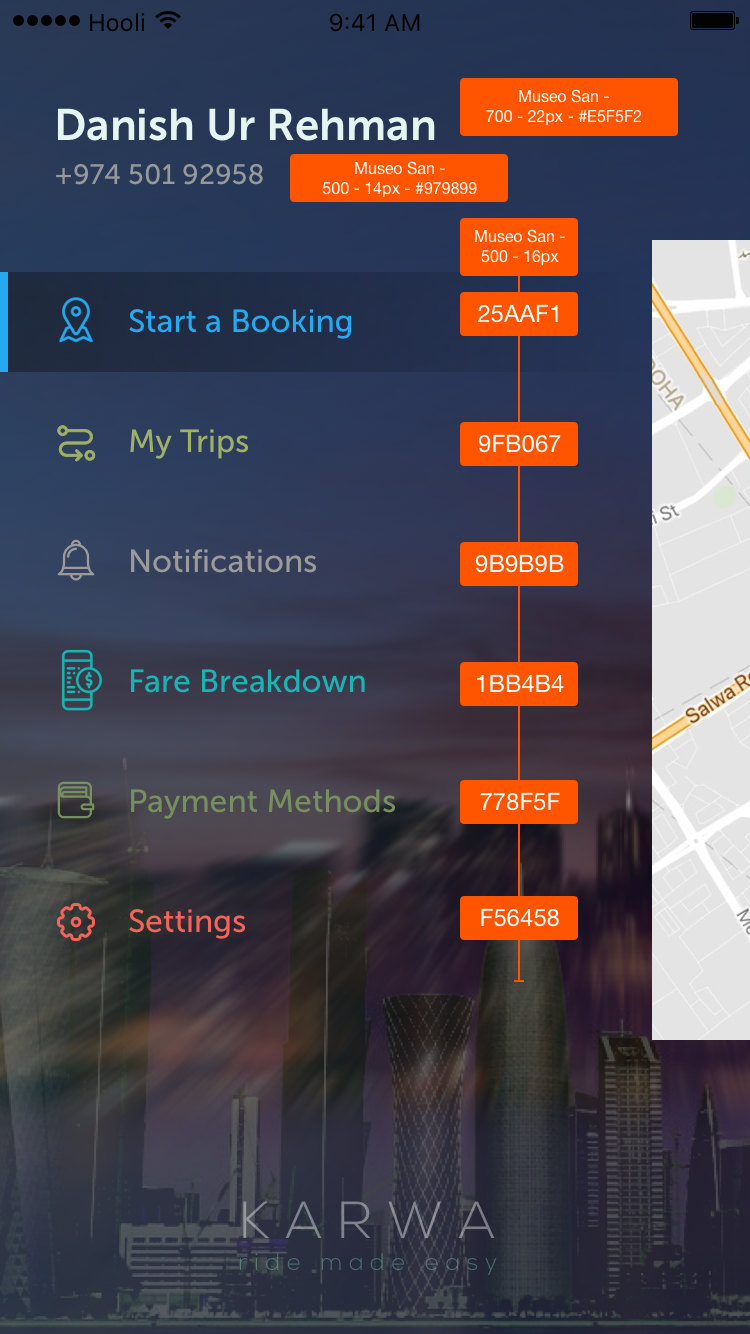 Hooli 9:41 AM
Museo San -
700 - 22px - #E5F5F2
Danish Ur Rehman
+974 501 92958
Museo San -
500 - 14px - #979899
Museo San -
500 - 16px
Start a Booking
25AAF1
My Trips
9FB067
Notifications
9B9B9B
Fare Breakdown
1BB4B4
Payment Methods
778F5F
Settings
F56458
DOHA
St
Salwa
KARWA
ride made easy